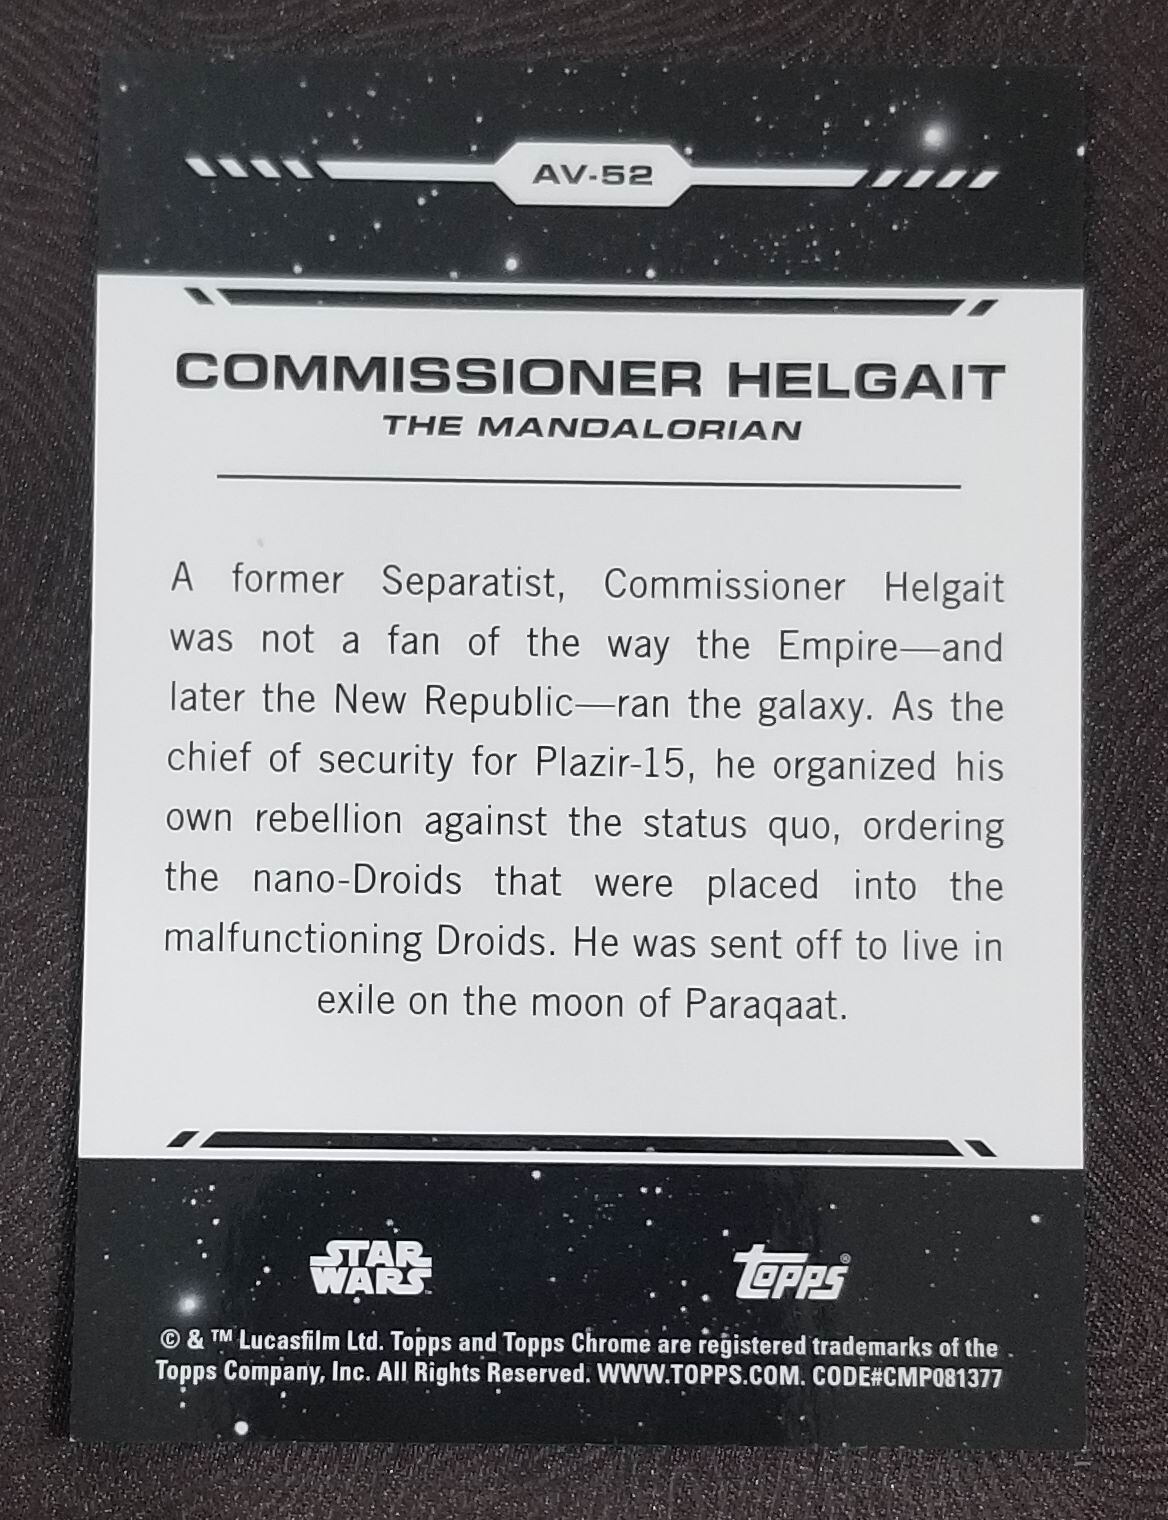 AV-52
COMMISSIONER HELGAIT
THE MANDALORIAN
A former Separatist, Commissioner Helgait
was not a fan of the way the Empire—and
later the New Republic—ran the galaxy. As the
chief of security for Plazir-15, he organized his
own rebellion against the status quo, ordering
the nano-Droids that were placed into the
malfunctioning Droids. He was sent off to live in
exile on the moon of Paraqaat.
STAR
WARS
topps®
© & ™ Lucasfilm Ltd. Topps and Topps Chrome are registered trademarks of the
Topps Company, Inc. All Rights Reserved. WWW.TOPPS.COM. CODE#CMP081377